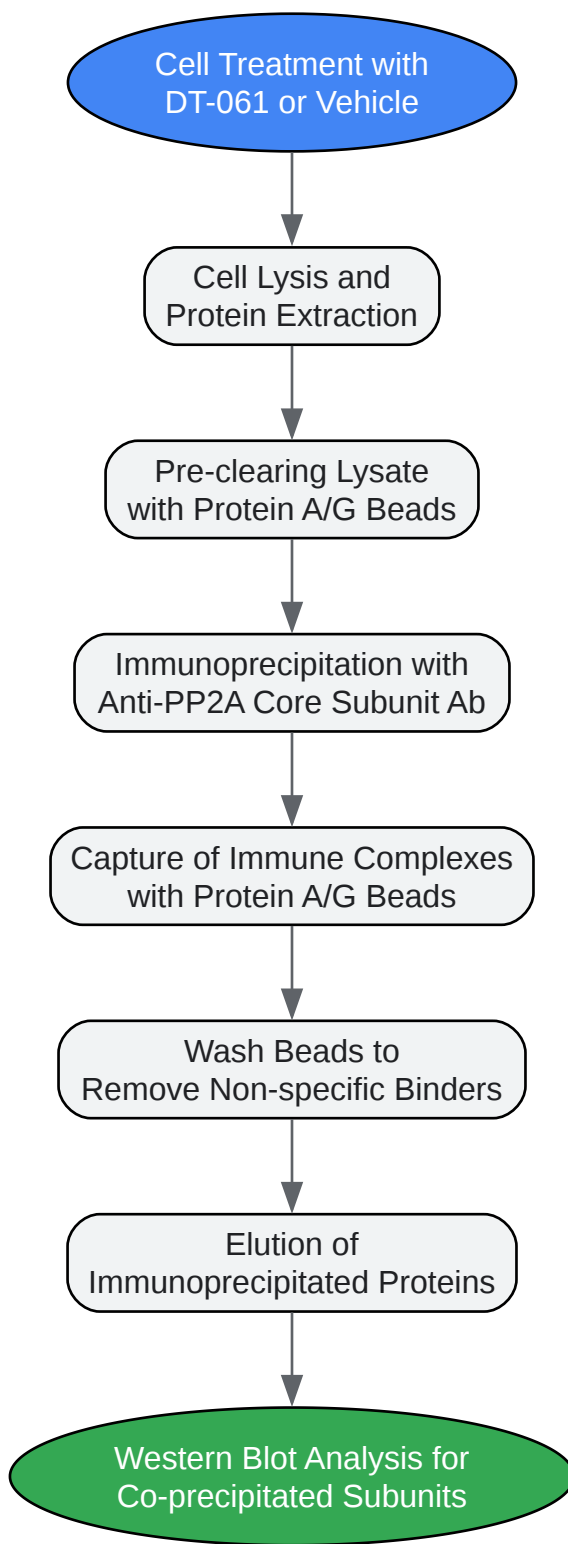 Cell Treatment with
DT-061 or Vehicle
Cell Lysis and
Protein Extraction
Pre-clearing Lysate
with Protein A/G Beads
Immunoprecipitation with
Anti-PP2A Core Subunit Ab
Capture of Immune Complexes
with Protein A/G Beads
Wash Beads to
Remove Non-specific Binders
Elution of
Immunoprecipitated Proteins
Western Blot Analysis for
Co-precipitated Subunits